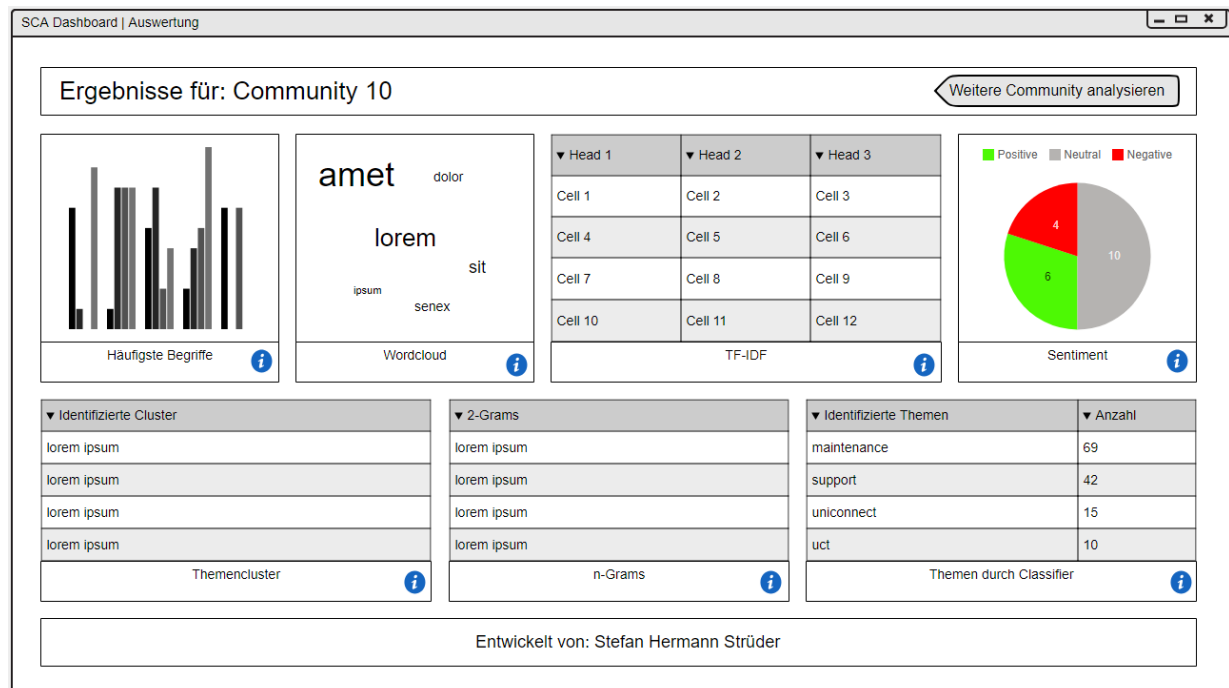 SCA Dashboard | Auswertung
Ergebnisse für: Community 10
Weitere Community analysieren
Häufigste Begriffe
i
amet
dolor
lorem
sit
ipsum
senex
Wordcloud
i
▼ Head 1 ▼ Head 2 ▼ Head 3
Cell 1 Cell 2 Cell 3
Cell 4 Cell 5 Cell 6
Cell 7 Cell 8 Cell 9
Cell 10 Cell 11 Cell 12
TF-IDF
i
Positive Neutral Negative
4
10
6
Sentiment
i
▼ Identifizierte Cluster
lorem ipsum
lorem ipsum
lorem ipsum
lorem ipsum
Themencluster
i
▼ 2-Grams
lorem ipsum
lorem ipsum
lorem ipsum
lorem ipsum
n-Grams
i
▼ Identifizierte Themen ▼ Anzahl
maintenance 69
support 42
uniconnect 15
uct 10
Themen durch Classifier
i
Entwickelt von: Stefan Hermann Strüder